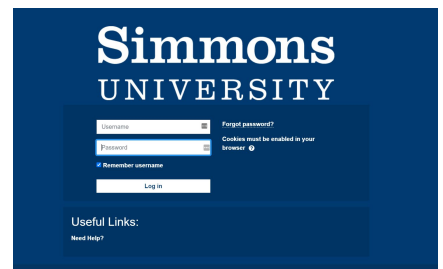 Simmons
UNIVERSITY
Username
Password
Remember username
Log in
Forgot password?
Cookies must be enabled in your
browser
Useful Links:
Need Help?